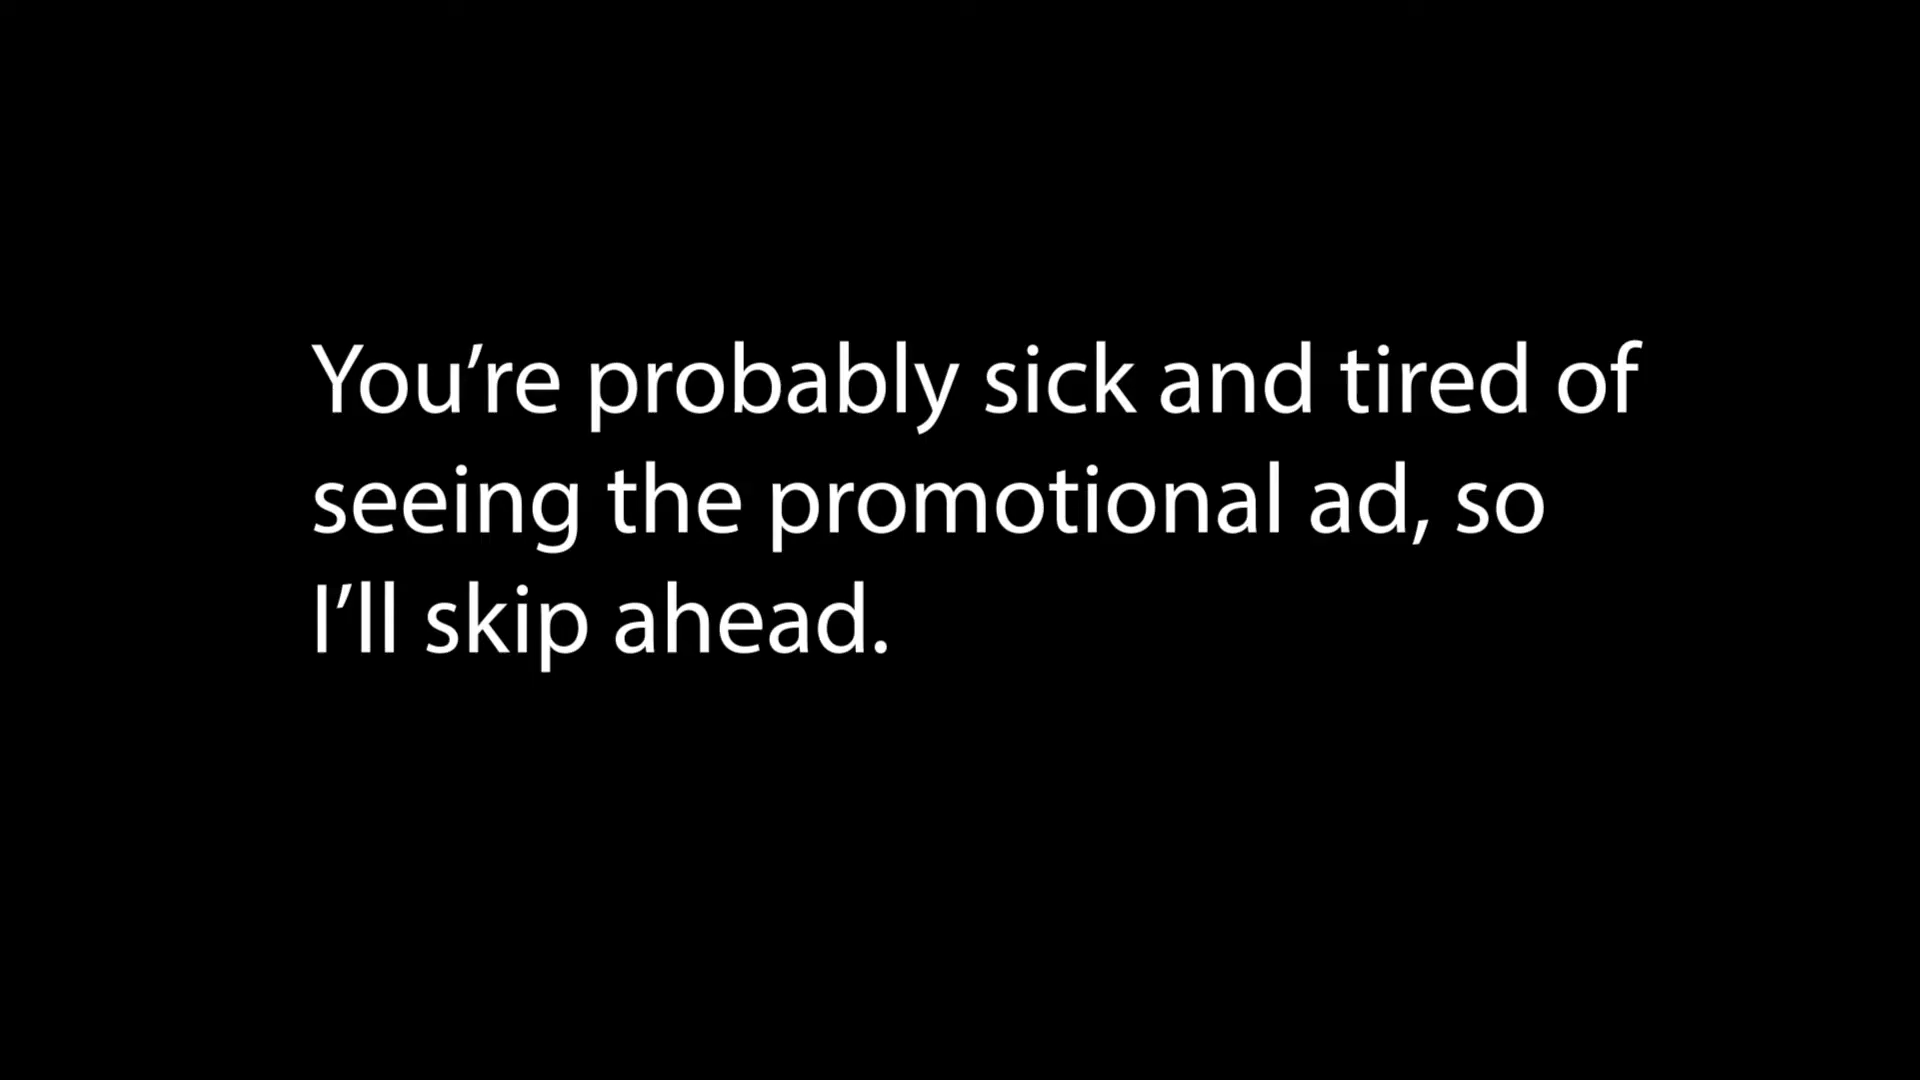 You’re probably sick and tired of
seeing the promotional ad, so
I’ll skip ahead.